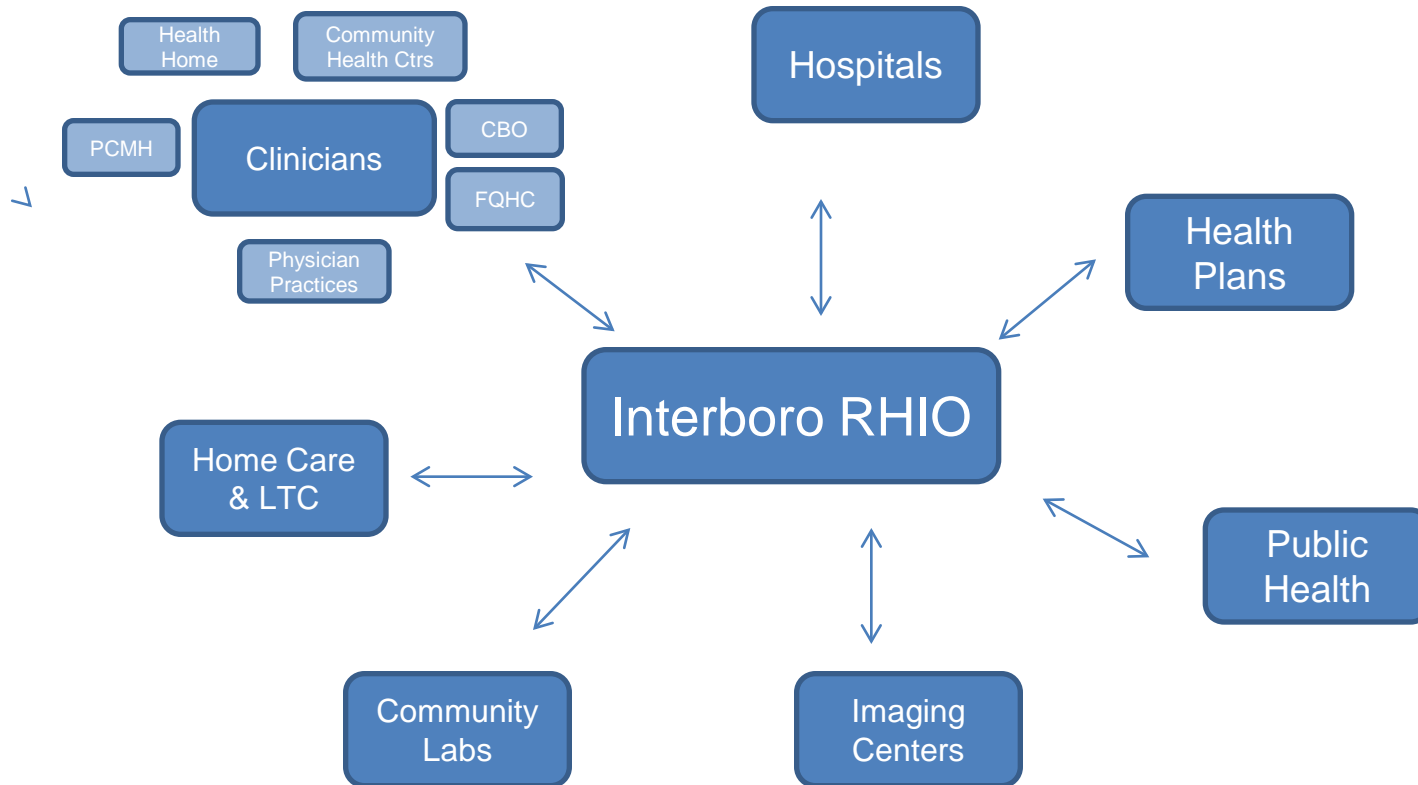 Health
Home
Community
Health Ctrs
Hospitals
PCMH
Clinicians
CBO
FQHC
Physician
Practices
Health
Plans
Interboro RHIO
Home Care
& LTC
Public
Health
Community
Labs
Imaging
Centers